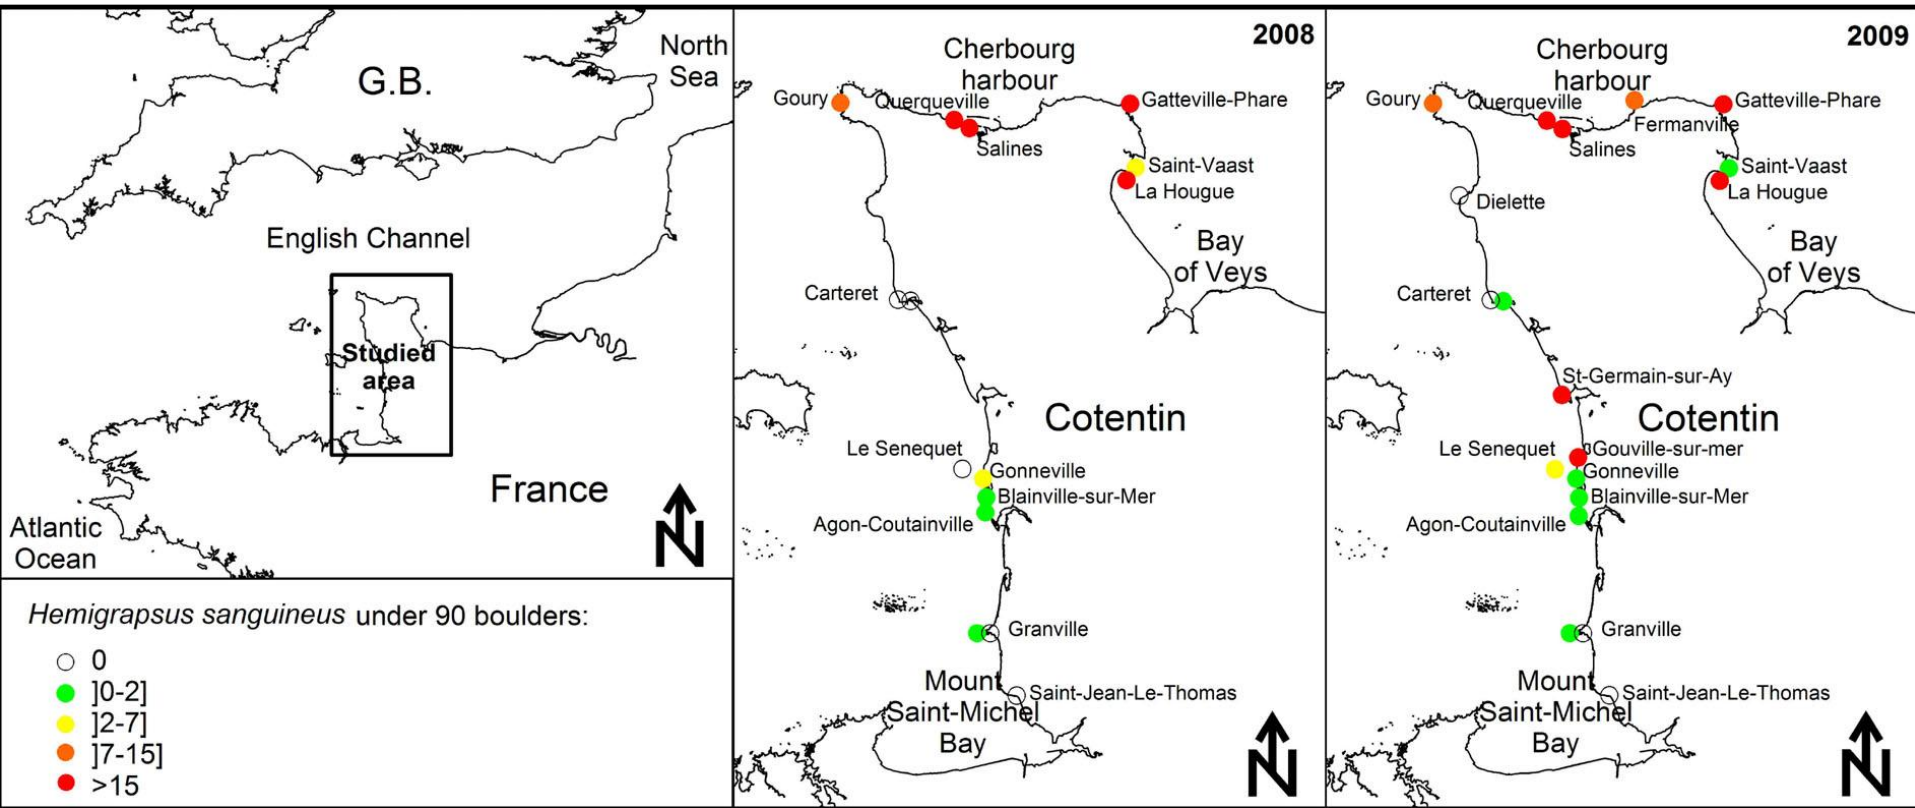 North
Sea
G.B.
English Channel
Studied
area
France
Atlantic
Ocean
N
Hemigrapsus sanguineus under 90 boulders:
0
]0-2]
]2-7]
]7-15]
>15
2008
Cherbourg
harbour
Goury
Querqueville
Gatteville-Phare
Salines
Saint-Vaast
La Hougue
Bay
of Veys
Carteret
Cotentin
Le Senequet
Gonneville
Blainville-sur-Mer
Agon-Coutainville
Granville
Mount
Saint-Jean-Le-Thomas
Saint-Michel
Bay
N
2009
Cherbourg
harbour
Goury
Querqueville
Gatteville-Phare
Fermanville
Salines
Saint-Vaast
La Hougue
Dielette
Bay
of Veys
Carteret
St-Germain-sur-Ay
Cotentin
Le Senequet
Gouville-sur-mer
Gonneville
Blainville-sur-Mer
Agon-Coutainville
Granville
Mount
Saint-Jean-Le-Thomas
Saint-Michel
Bay
N